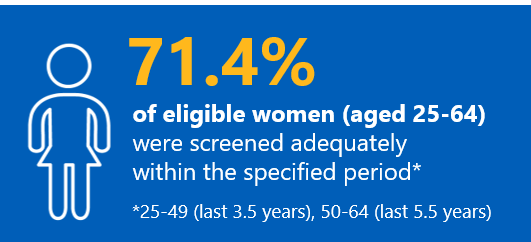 71.4%
of eligible women (aged 25-64)
were screened adequately
within the specified period*
*25-49 (last 3.5 years), 50-64 (last 5.5 years)